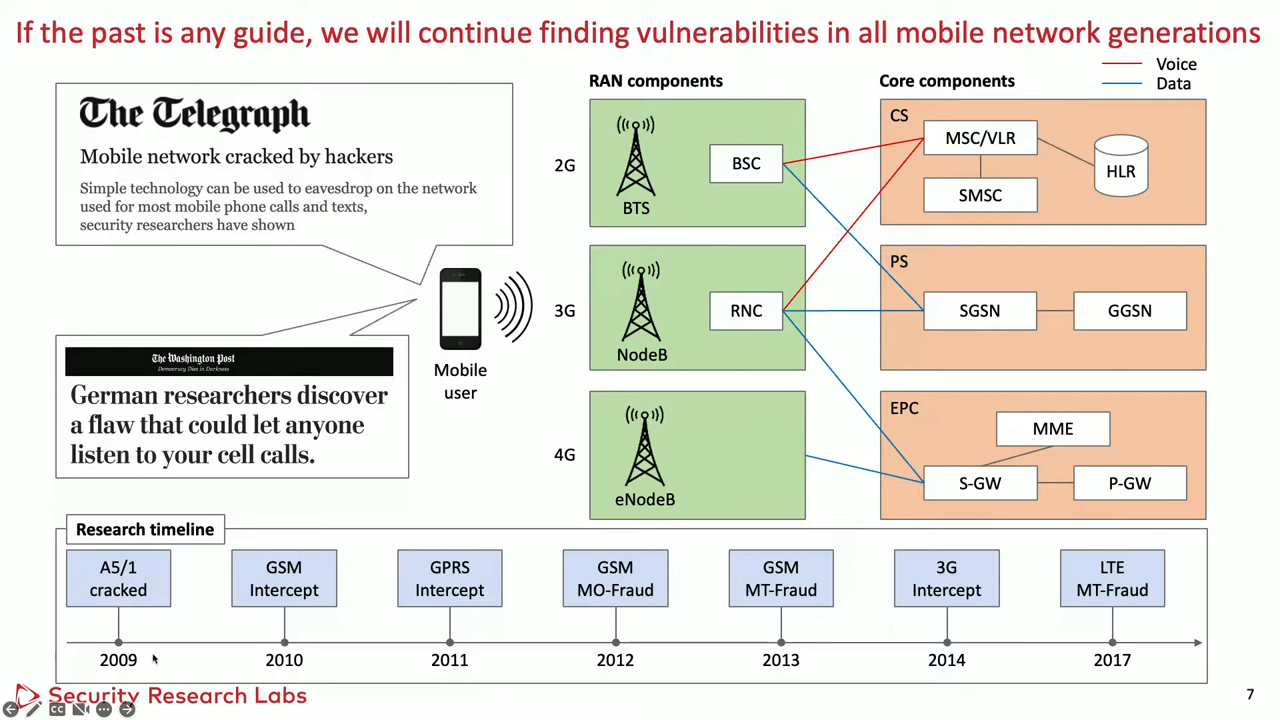 If the past is any guide, we will continue finding vulnerabilities in all mobile network generations
The Telegraph
Mobile network cracked by hackers
Simple technology can be used to eavesdrop on the network
used for most mobile phone calls and texts,
security researchers have shown
The Washington Post
Democracy Dies in Darkness
German researchers discover
a flaw that could let anyone
listen to your cell calls.
Mobile
user
RAN components
Core components
Voice
Data
2G
BTS
BSC
CS
MSC/VLR
SMSC
HLR
3G
NodeB
RNC
PS
SGSN
GGSN
4G
eNodeB
EPC
MME
S-GW
P-GW
Research timeline
A5/1
cracked
GSM
Intercept
GPRS
Intercept
GSM
MO-Fraud
GSM
MT-Fraud
3G
Intercept
LTE
MT-Fraud
2009
2010
2011
2012
2013
2014
2017
Security Research Labs
CC
7